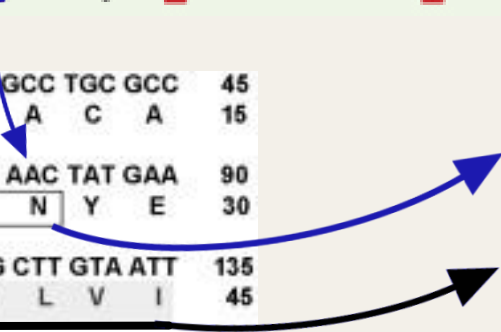 GCC TGC GCC 45
A C A 15
AAC TAT GAA 90
N Y E 30
CTT GTA ATT 135
L V I 45